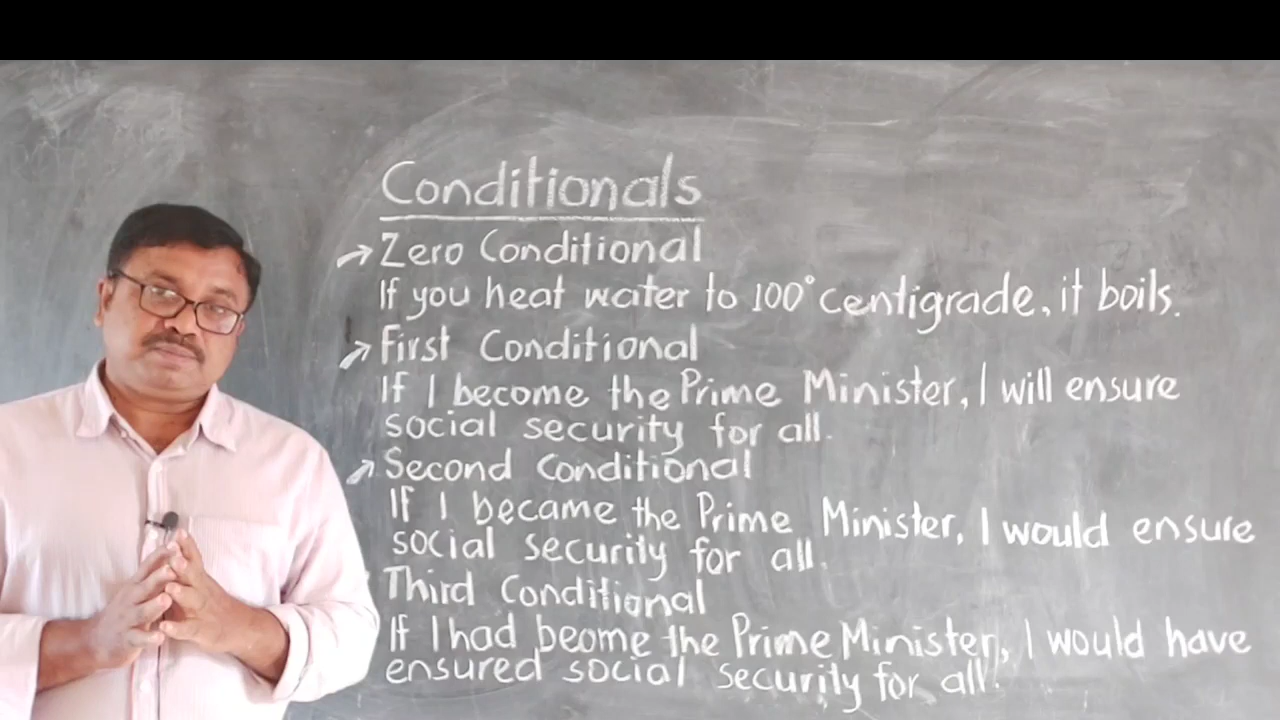 Conditionals
Zero Conditional
If you heat water to 100° centigrade, it boils.
First Conditional
If I become the Prime Minister, I will ensure
social security for all.
Second Conditional
If I became the Prime Minister, I would ensure
social security for all.
Third Conditional
If I had beome the Prime Minister, I would have
ensured social security for all.